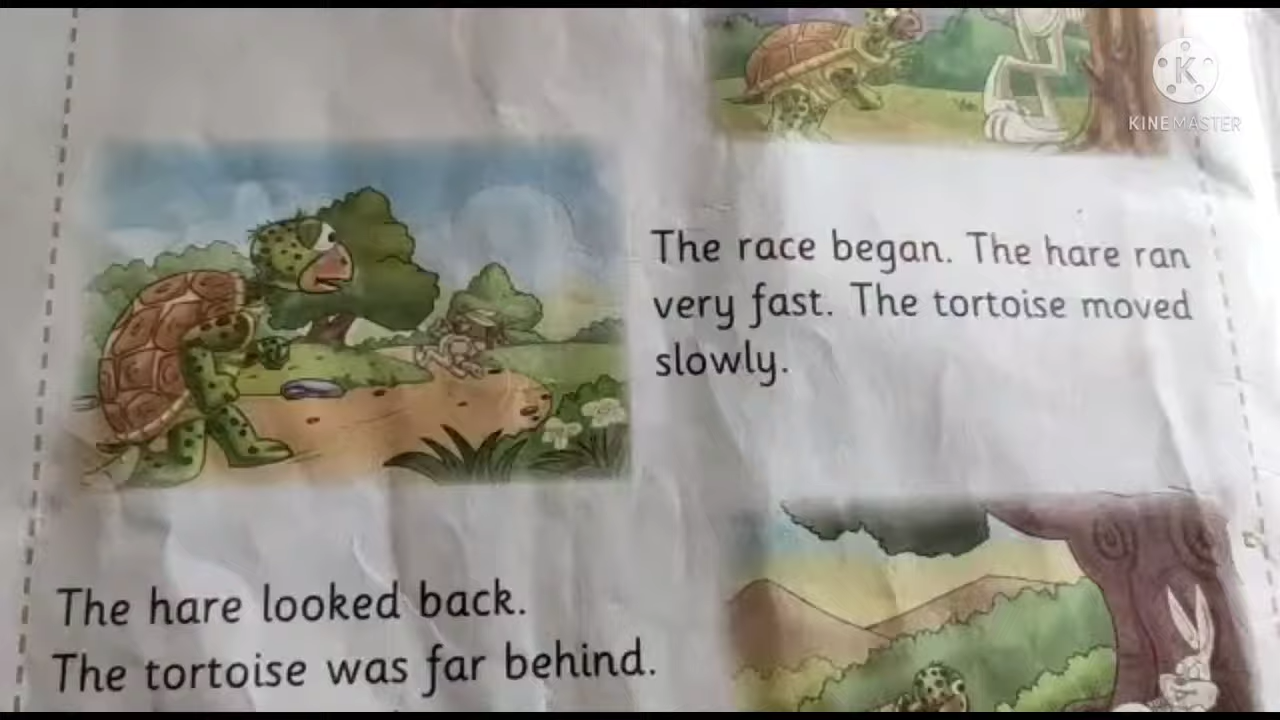 KINEMASTER
The race began. The hare ran
very fast. The tortoise moved
slowly.
The hare looked back.
The tortoise was far behind.